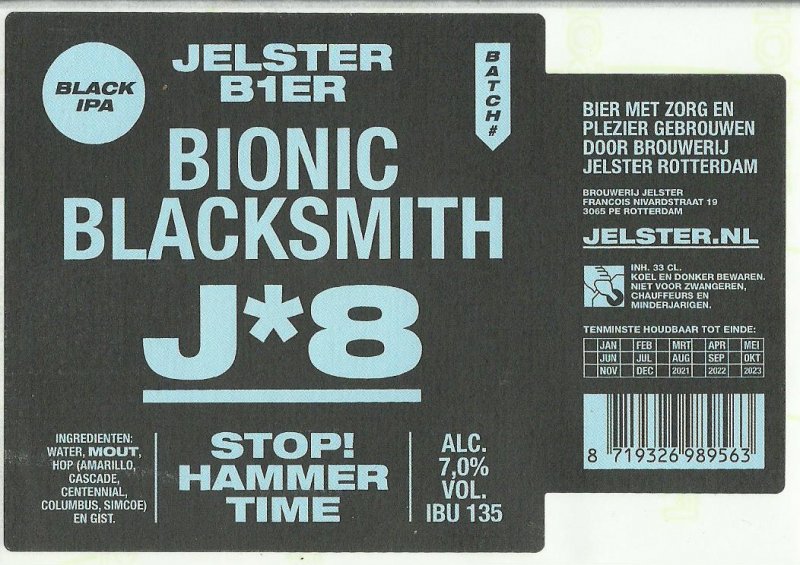 BLACK
IPA
JELSTER
B1ER
BATCH#
BIONIC
BLACKSMITH
J*8
INGREDIENTEN:
WATER, MOUT,
HOP (AMARILLO,
CASCADE,
CENTENNIAL,
COLUMBUS, SIMCOE)
EN GIST.
STOP!
HAMMER
TIME
ALC.
7,0%
VOL.
IBU 135
BIER MET ZORG EN
PLEZIER GEBROUWEN
DOOR BROUWERIJ
JELSTER ROTTERDAM
BROUWERIJ JELSTER
FRANCOIS NIVARDSTRAAT 19
3065 PE ROTTERDAM
JELSTER.NL
INH. 33 CL.
KOEL EN DONKER BEWAREN.
NIET VOOR ZWANGEREN,
CHAUFFEURS EN
MINDERJARIGEN.
TENMINSTE HOUDBAAR TOT EINDE:
JAN FEB MRT APR MEI
JUN JUL AUG SEP OKT
NOV DEC 2021 2022 2023
8 719326 989563